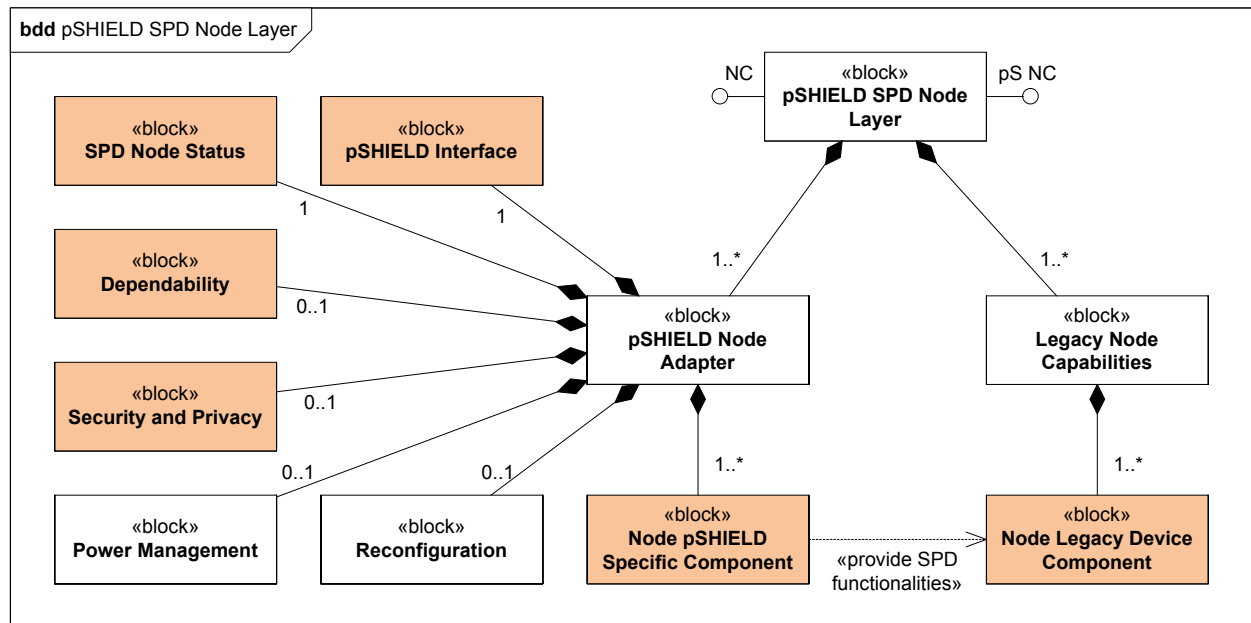 bdd pSHIELD SPD Node Layer
NC
«block»
pSHIELD SPD Node
Layer
pS NC
«block»
SPD Node Status
«block»
pSHIELD Interface
1
1
«block»
Dependability
0..1
1..*
1..*
«block»
pSHIELD Node
Adapter
«block»
Legacy Node
Capabilities
«block»
Security and Privacy
0..1
0..1
0..1
1..*
1..*
«block»
Power Management
«block»
Reconfiguration
«block»
Node pSHIELD
Specific Component
«provide SPD
functionalities»
«block»
Node Legacy Device
Component